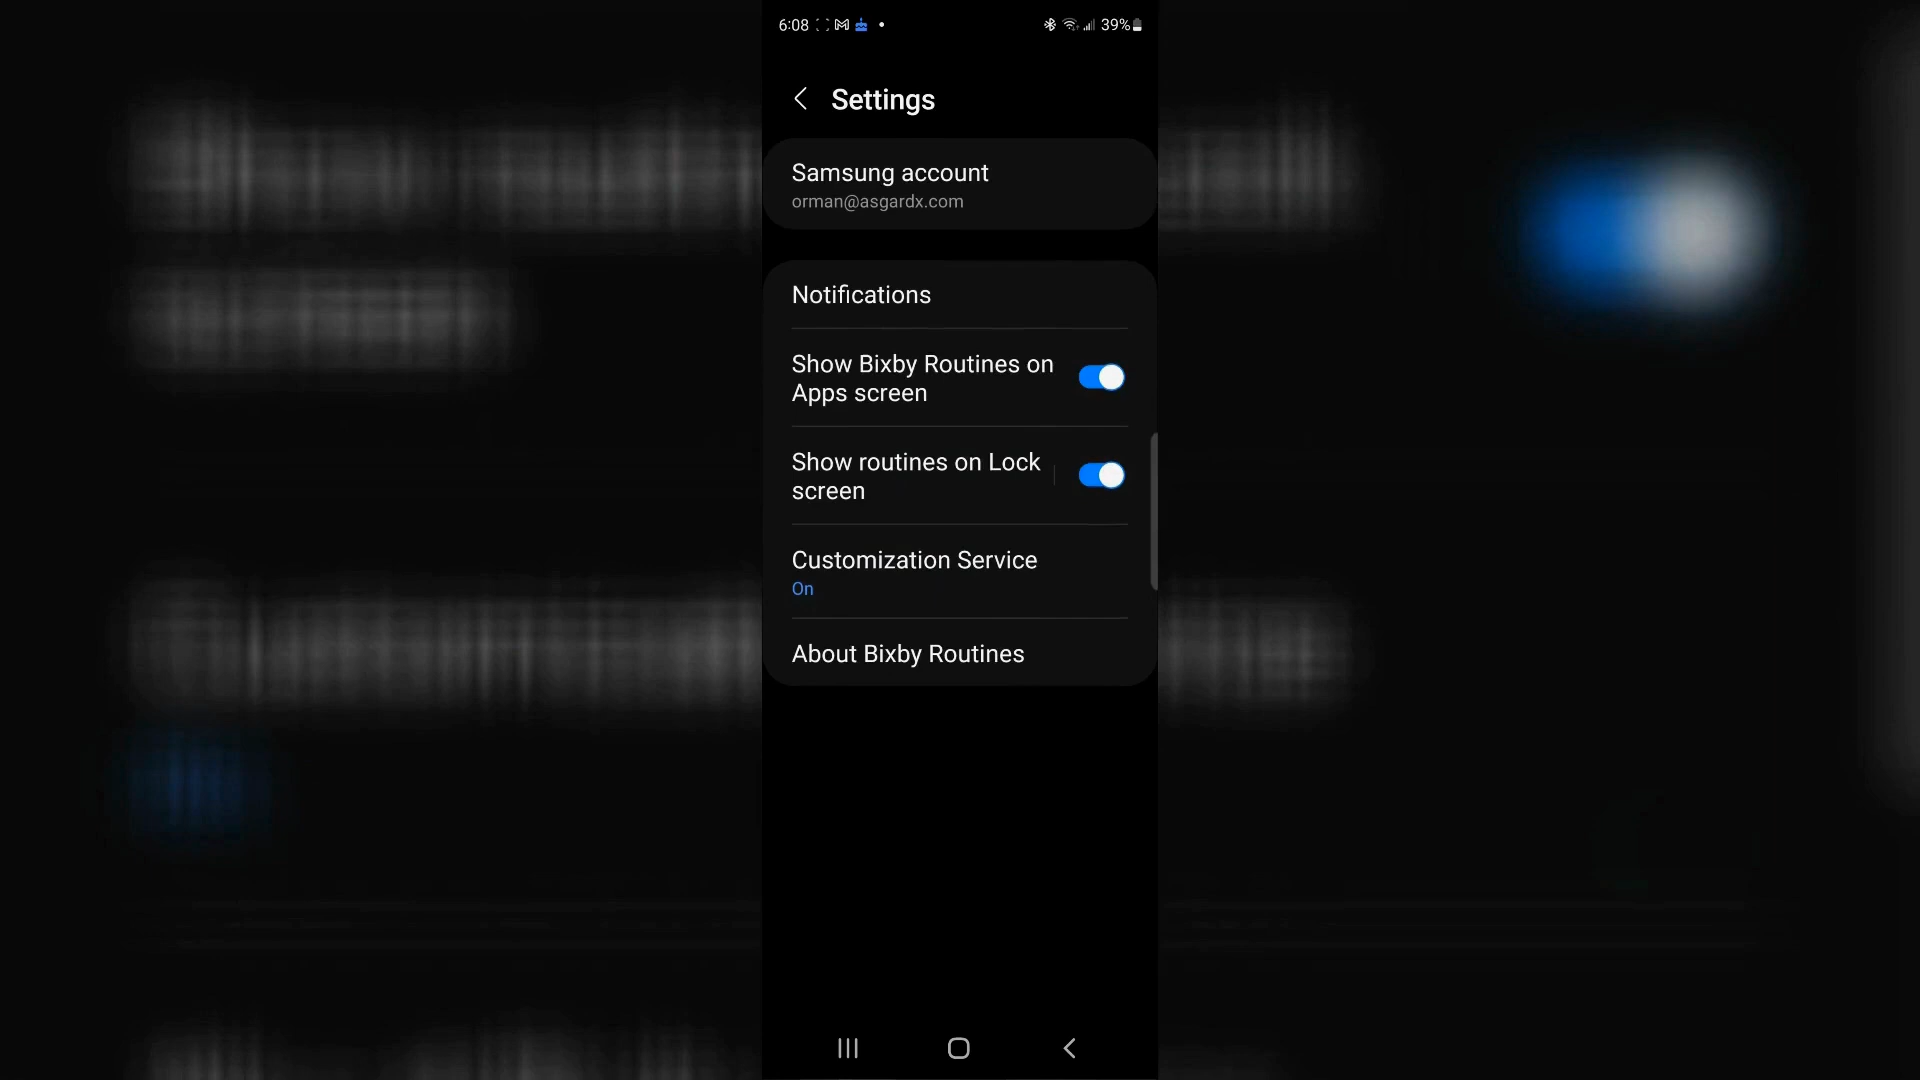 6:08
39%
Settings
Samsung account
orman@asgardx.com
Notifications
Show Bixby Routines on
Apps screen
Show routines on Lock
screen
Customization Service
On
About Bixby Routines